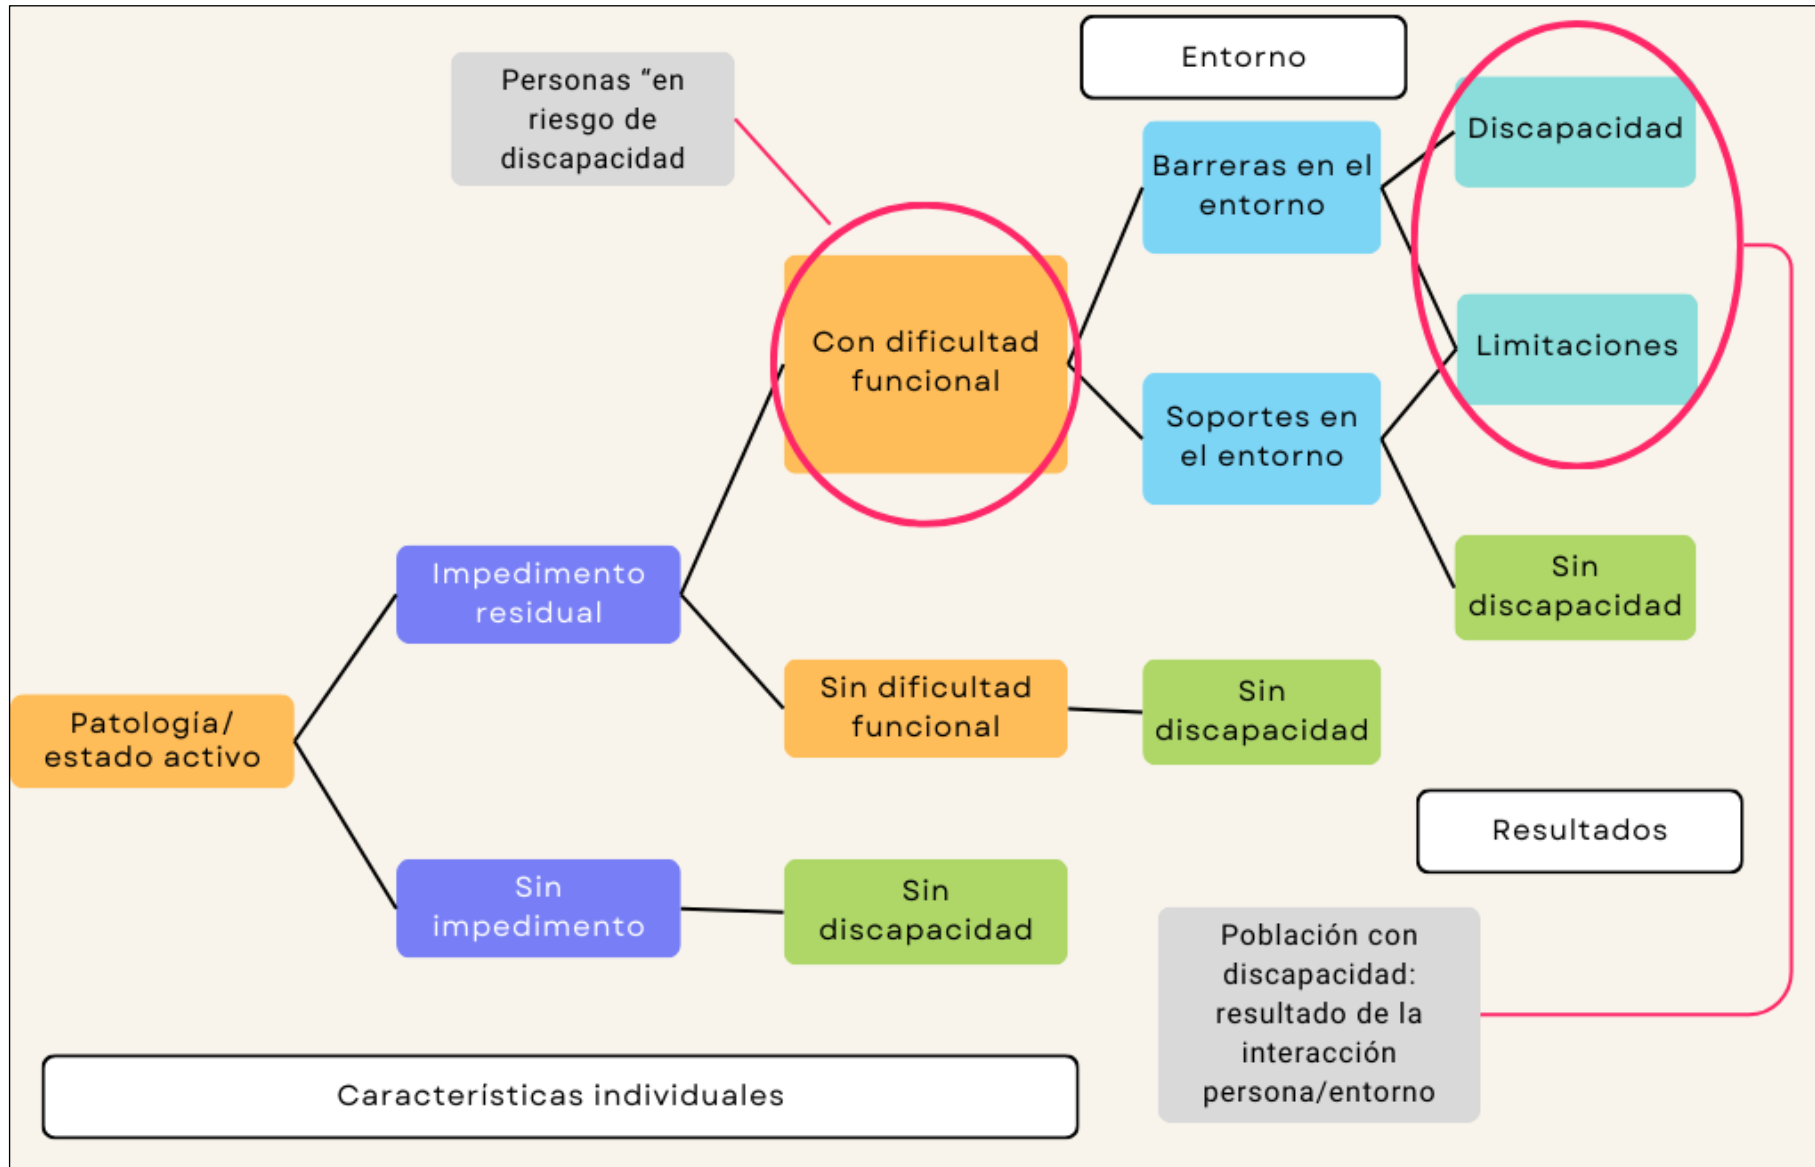 Entorno
Personas “en
riesgo de
discapacidad
Discapacidad
Barreras en el
entorno
Con dificultad
funcional
Limitaciones
Soportes en
el entorno
Impedimento
residual
Sin
discapacidad
Sin dificultad
funcional
Sin
discapacidad
Patología/
estado activo
Resultados
Sin
impedimento
Sin
discapacidad
Población con
discapacidad:
resultado de la
interacción
persona/entorno
Característísicas individuales